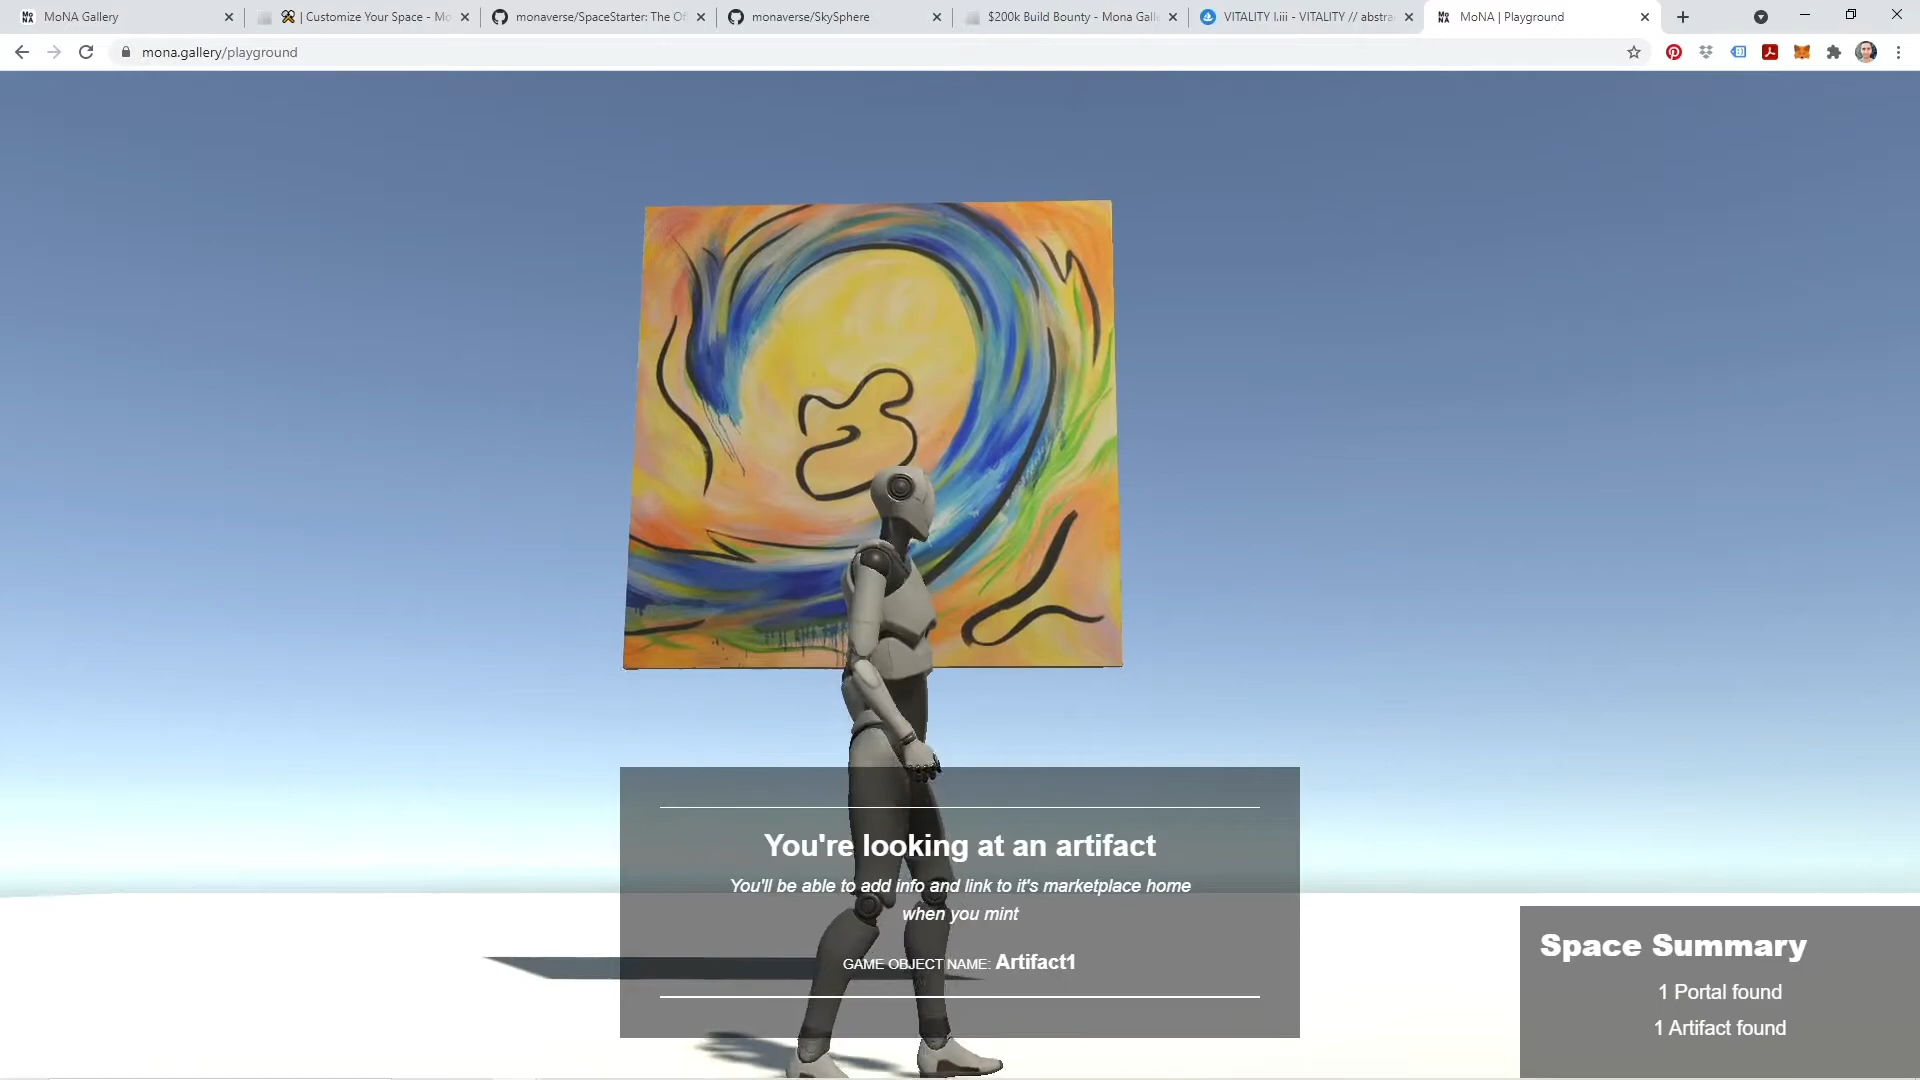 MoNA Gallery
| Customize Your Space - Mo
monaverse/SpaceStarter: The Of
monaverse/SkySphere
$200k Build Bounty - Mona Galle
VITALITY I.iii - VITALITY // abstra
MoNA | Playground
mona.gallery/playground
You're looking at an artifact
You'll be able to add info and link to it's marketplace home
when you mint
GAME OBJECT NAME: Artifact1
Space Summary
1 Portal found
1 Artifact found